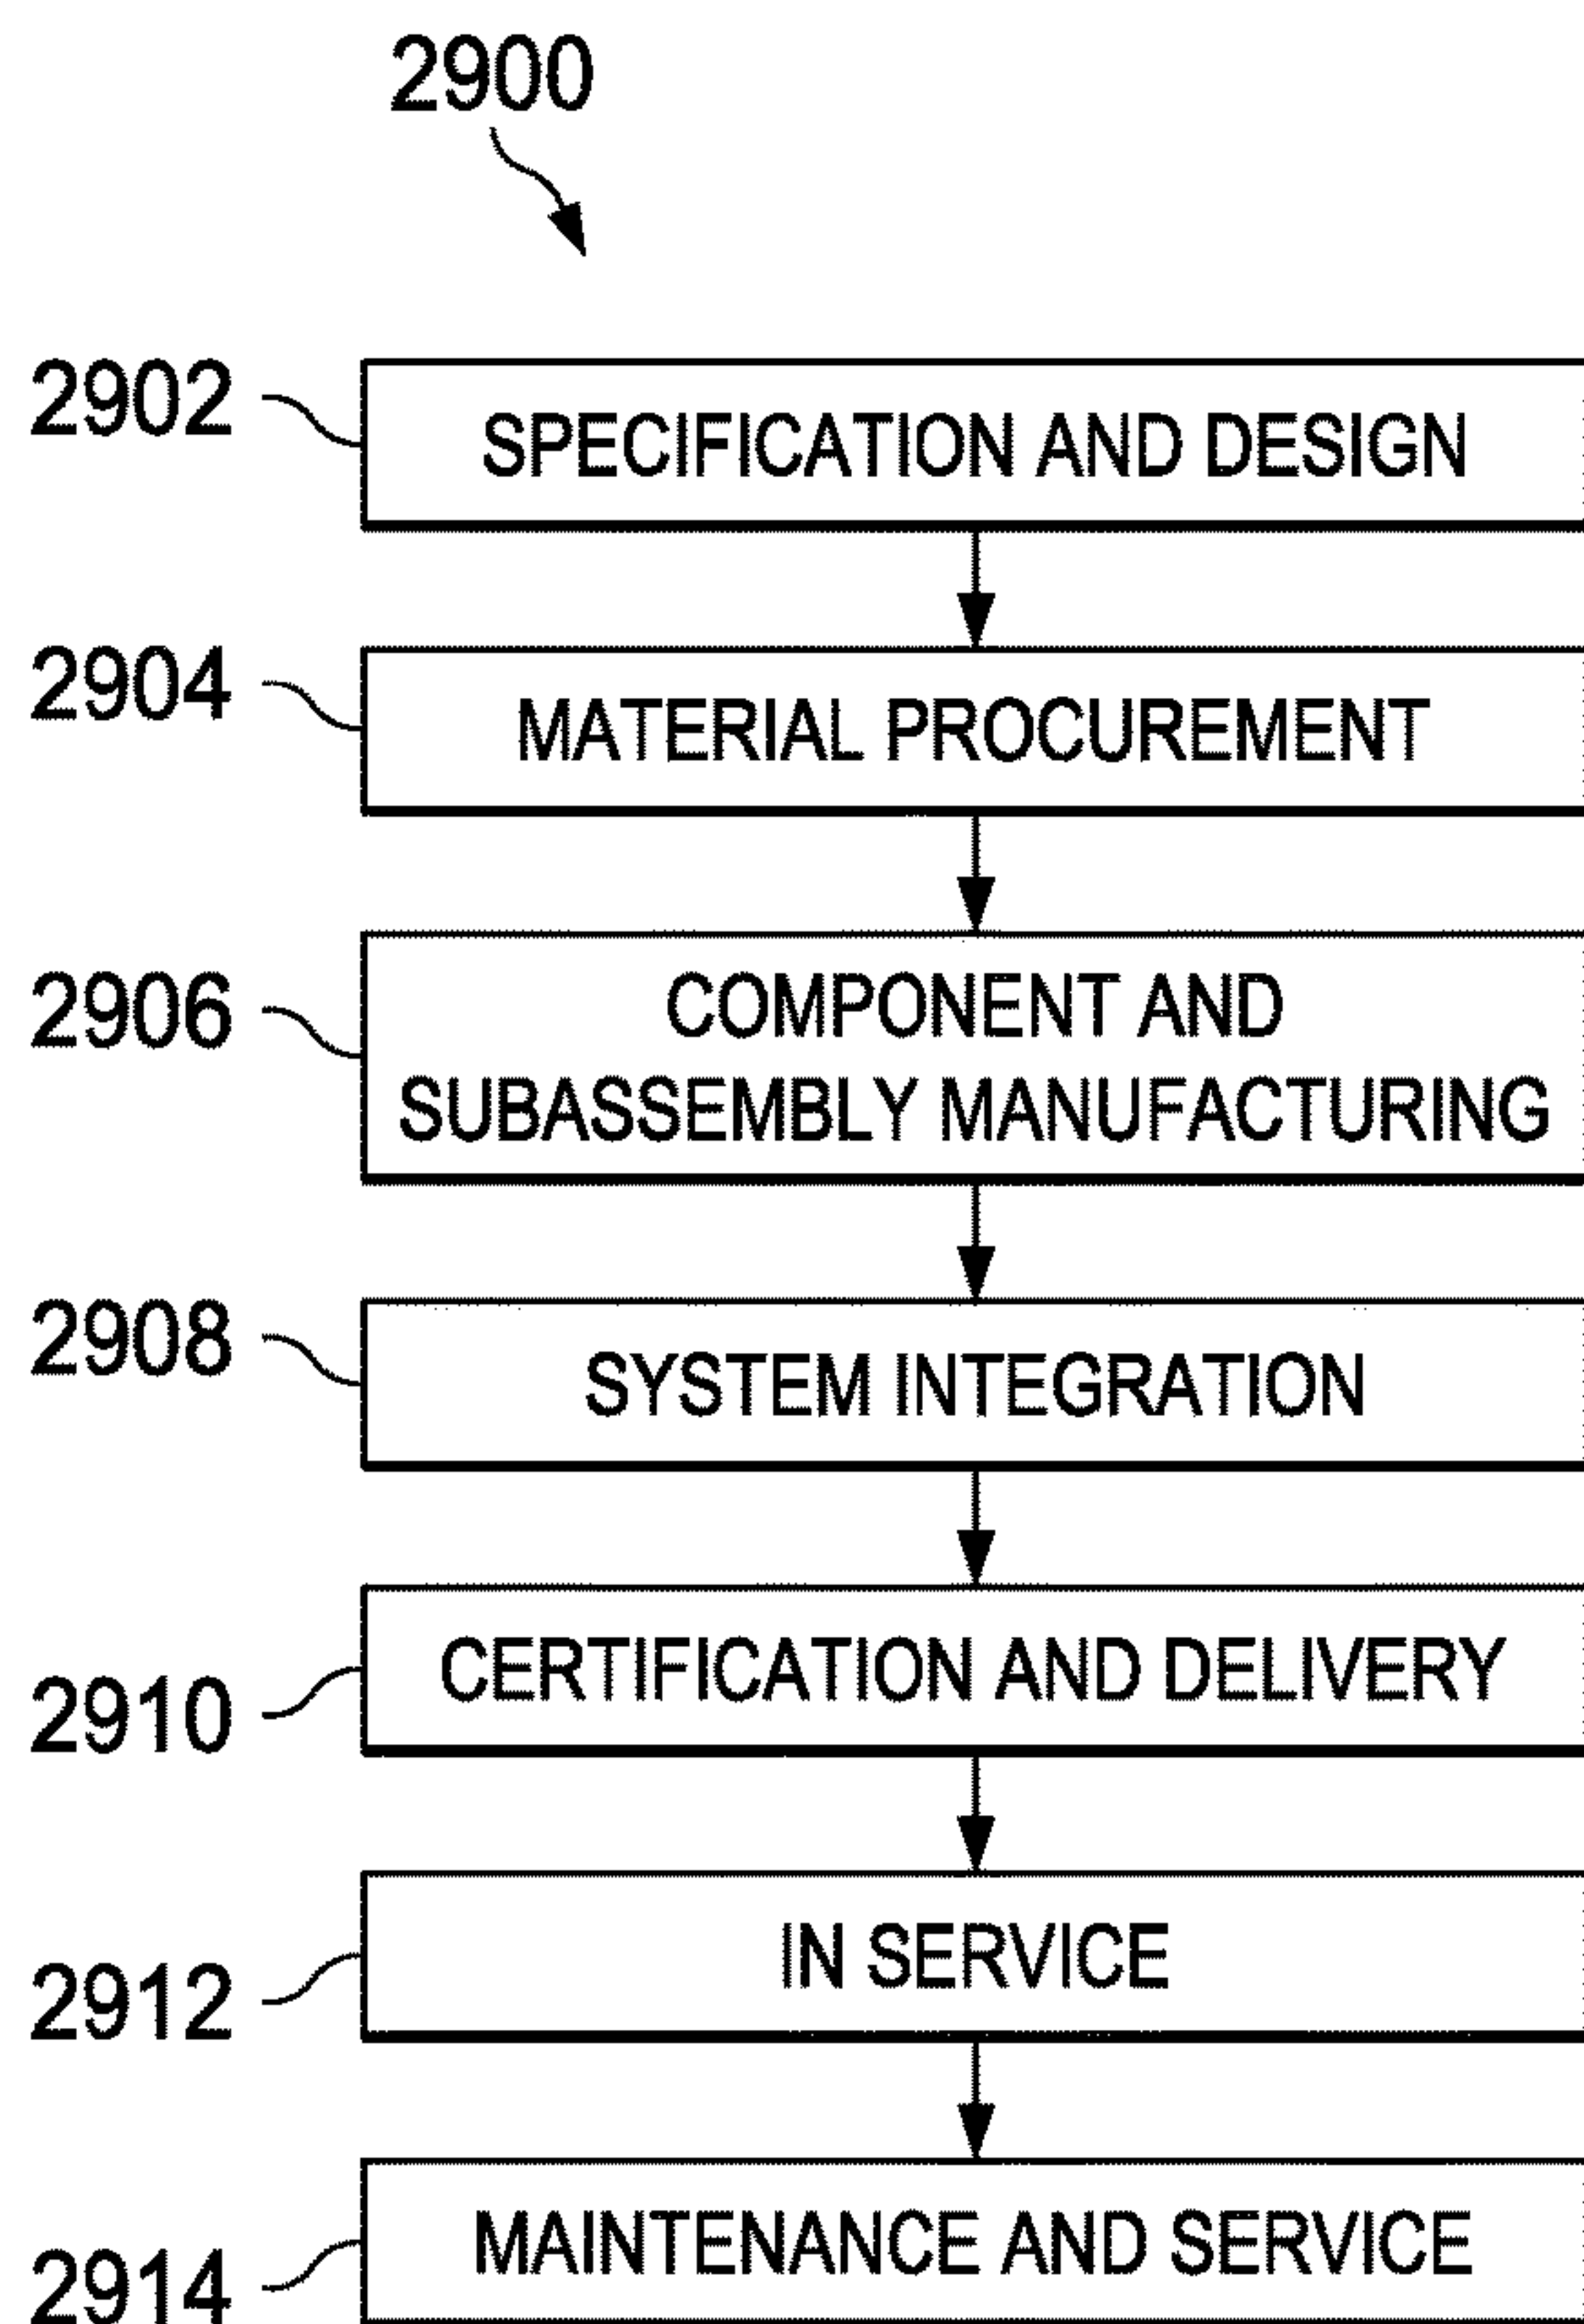 2900
2902
SPECIFICATION AND DESIGN
2904
MATERIAL PROCUREMENT
2906
COMPONENT AND
SUBASSEMBLY MANUFACTURING
2908
SYSTEM INTEGRATION
2910
CERTIFICATION AND DELIVERY
2912
IN SERVICE
2914
MAINTENANCE AND SERVICE